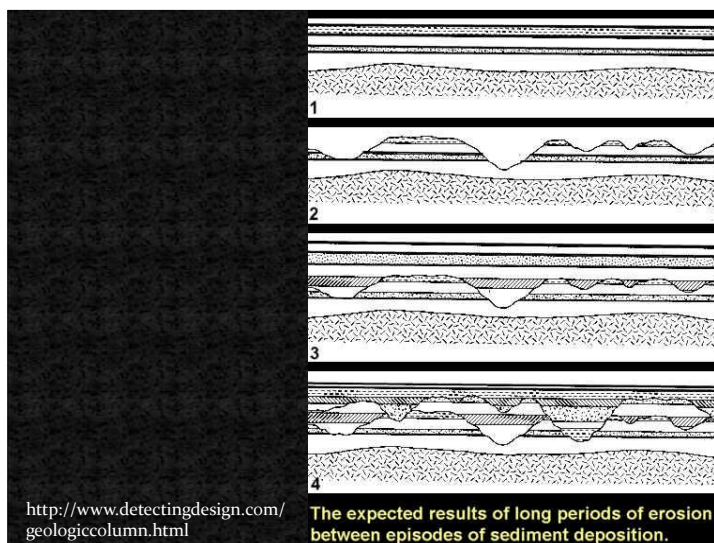 1
2
3
4
http://www.detectingdesign.com/
geologiccolumn.html
The expected results of long periods of erosion
between episodes of sediment deposition.